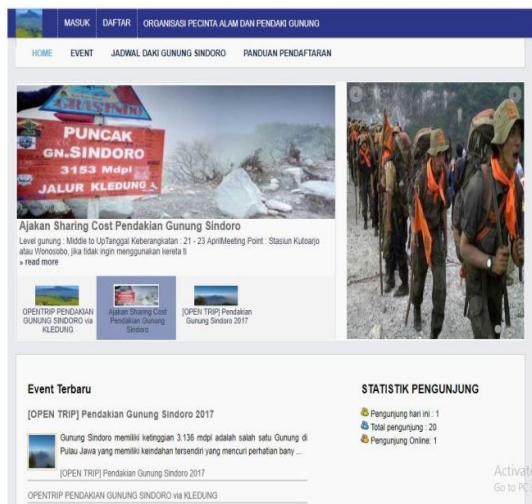 MASUK DAFTAR ORGANISASI PECINTA ALAM DAN PENDAKI GUNUNG
HOME EVENT JADWAL DAKI GUNUNG SINDORO PANDUAN PENDAFTARAN
GRASINDO
PUNCAK
GN.SINDORO
3153 Mdpl
JALUR KLEDUNG
Ajakan Sharing Cost Pendakian Gunung Sindoro
Level gunung : Middle to UpTanggal Keberangkatan : 21 - 23 AprilMeeting Point : Stasiun Kutoarjo
atau Wonosobo, jika tidak ingin menggunakan kereta ti
» read more
OPENTRIP PENDAKIAN
GUNUNG SINDORO via
KLEDUNG
Ajakan Sharing Cost
Pendakian Gunung
Sindoro
[OPEN TRIP] Pendakian
Gunung Sindoro 2017
Event Terbaru
[OPEN TRIP] Pendakian Gunung Sindoro 2017
Gunung Sindoro memiliki ketinggian 3.136 mdpl adalah salah satu Gunung di
Pulau Jawa yang memiliki keindahan tersendiri yang mencuri perhatian bany ...
[OPEN TRIP] Pendakian Gunung Sindoro 2017
OPENTRIP PENDAKIAN GUNUNG SINDORO via KLEDUNG
STATISTIK PENGUNJUNG
Pengunjung hari ini : 1
Total pengunjung : 20
Pengunjung Online: 1
Activate
Go to PC